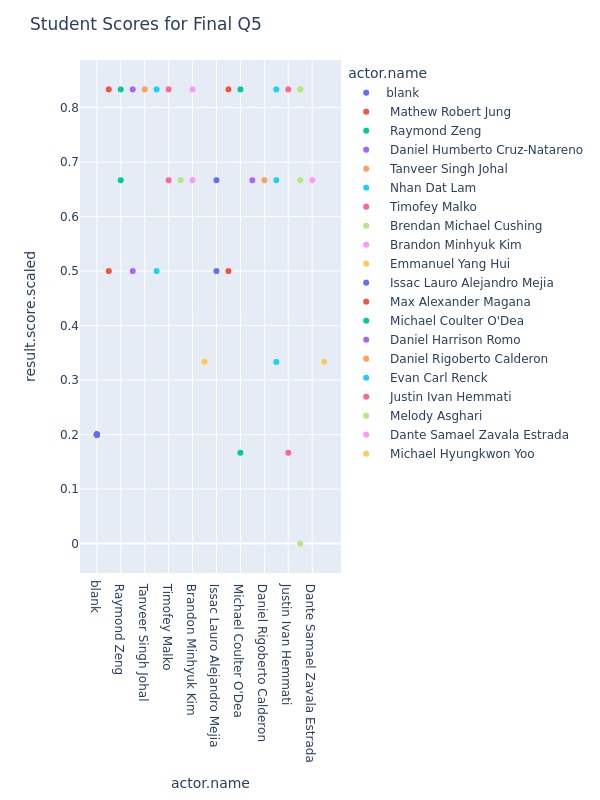 Student Scores for Final Q5
actor.name
blank
Mathew Robert Jung
Raymond Zeng
Daniel Humberto Cruz-Natareno
Tanveer Singh Johal
Nhan Dat Lam
Timofey Malko
Brendan Michael Cushing
Brandon Minhyuk Kim
Emmanuel Yang Hui
Issac Lauro Alejandro Mejia
Max Alexander Magana
Michael Coulter O'Dea
Daniel Harrison Romo
Daniel Rigoberto Calderon
Evan Carl Renck
Justin Ivan Hemmati
Melody Asghari
Dante Samael Zavala Estrada
Michael Hyungkwon Yoo
result.score.scaled
0.8
0.7
0.6
0.5
0.4
0.3
0.2
0.1
0
blank
Raymond Zeng
Tanveer Singh Johal
Timofey Malko
Brandon Minhyuk Kim
Issac Lauro Alejandro Mejia
Michael Coulter O'Dea
Daniel Rigoberto Calderon
Justin Ivan Hemmati
Dante Samael Zavala Estrada
actor.name